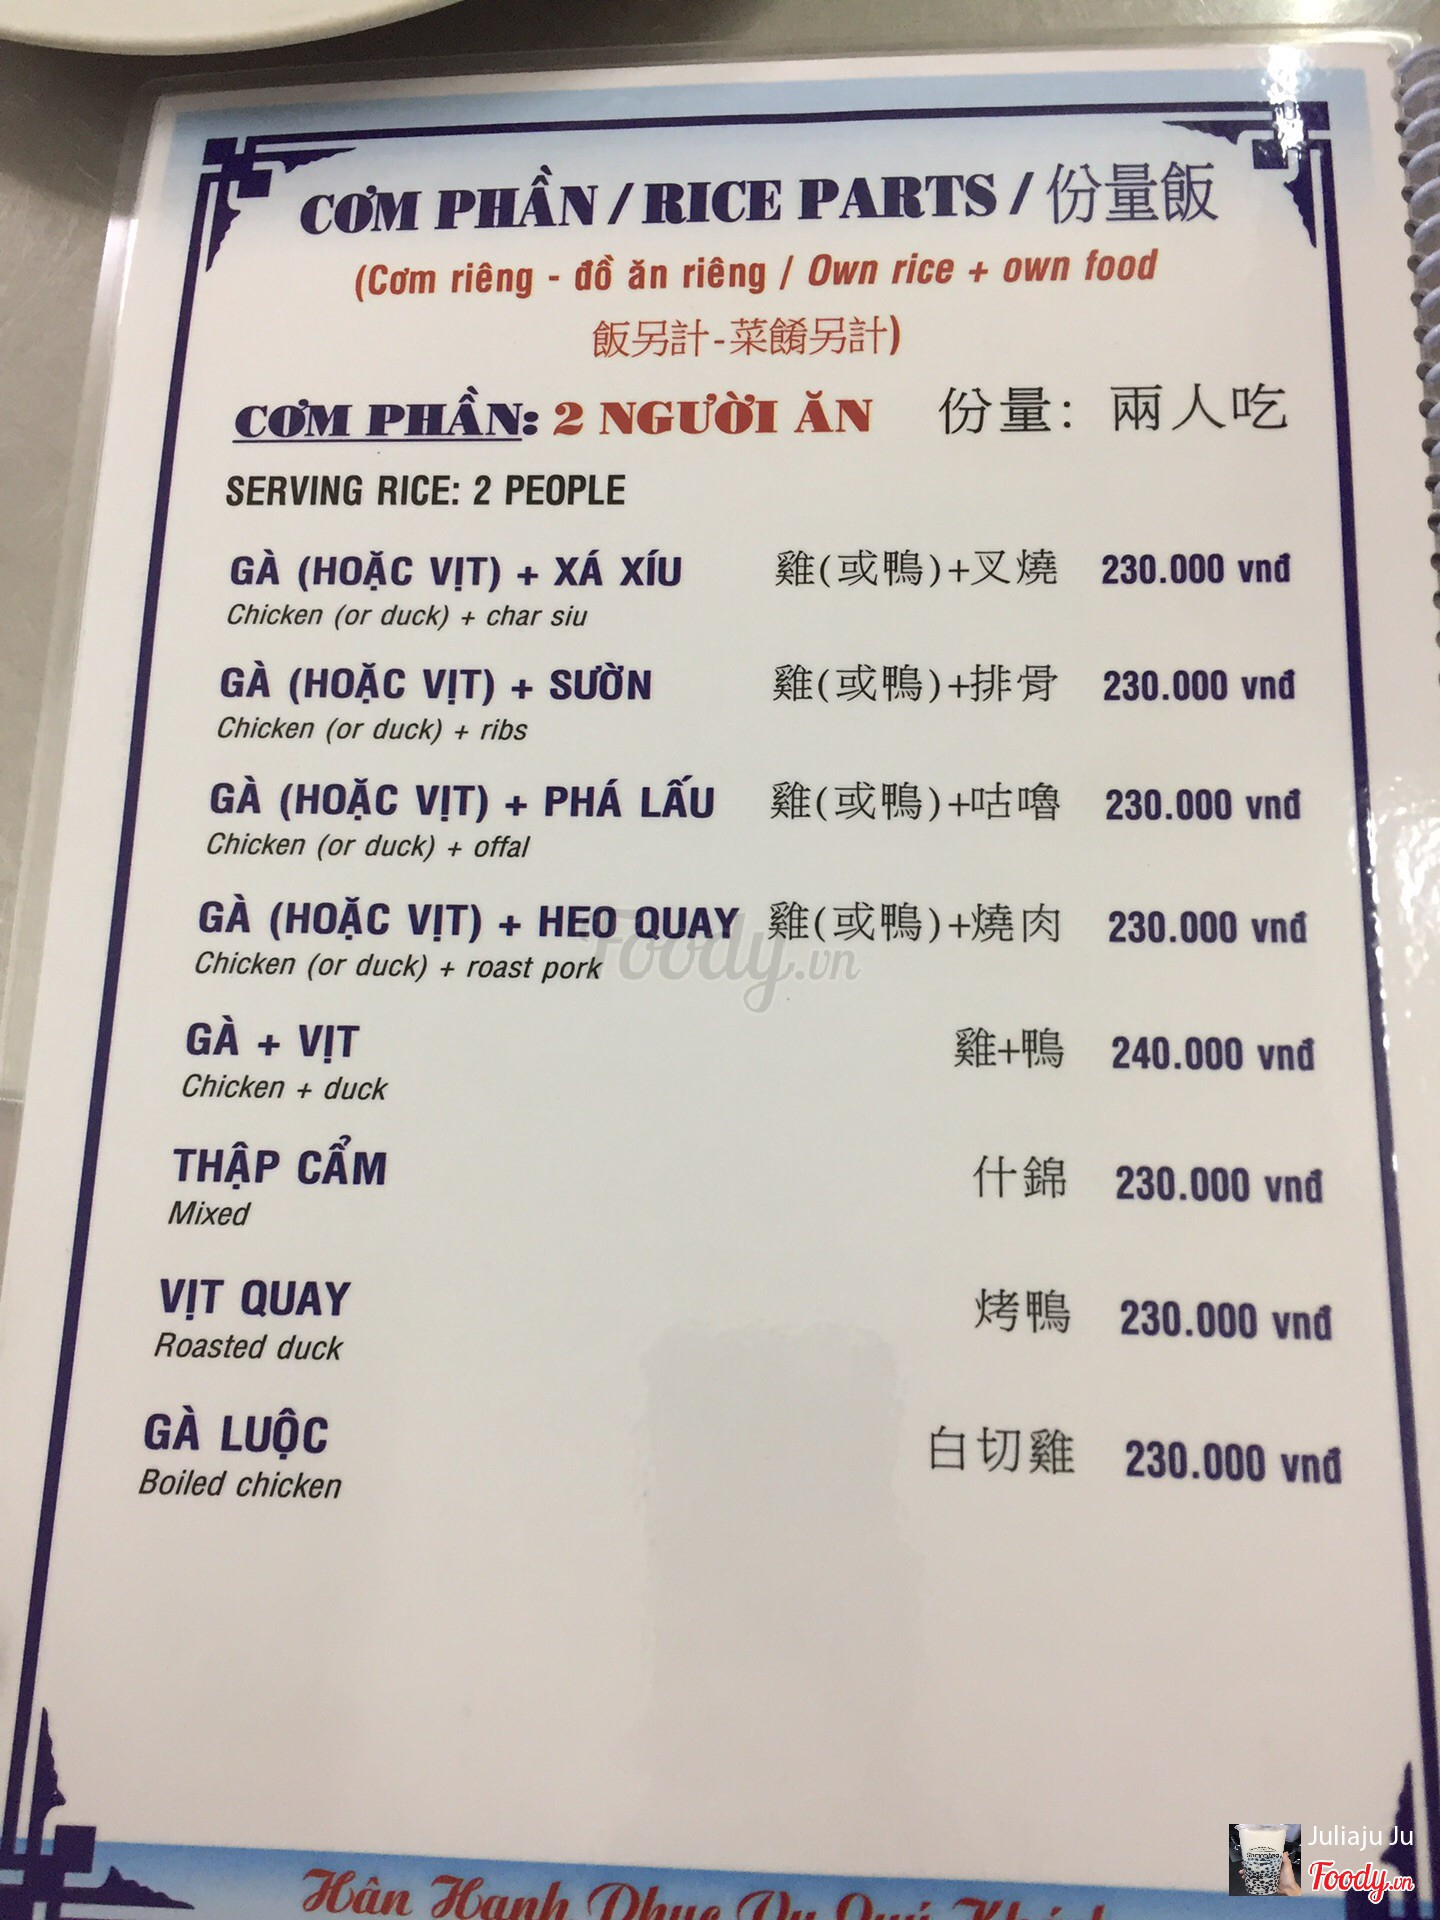 CƠM PHẦN / RICE PARTS / 份量飯
(Cơm riêng - đồ ăn riêng / Own rice + own food
飯另計-菜餚另計)
CƠM PHẦN: 2 NGƯỜI ĂN 份量: 兩人吃
SERVING RICE: 2 PEOPLE
GÀ (HOẶC VỊT) + XÁ XÍU 雞(或鴨)+叉燒 230.000 vnđ
Chicken (or duck) + char siu
GÀ (HOẶC VỊT) + SƯỜN 雞(或鴨)+排骨 230.000 vnđ
Chicken (or duck) + ribs
GÀ (HOẶC VỊT) + PHÁ LẤU 雞(或鴨)+咕嚕 230.000 vnđ
Chicken (or duck) + offal
GÀ (HOẶC VỊT) + HEO QUAY 雞(或鴨)+燒肉 230.000 vnđ
Chicken (or duck) + roast pork
Foody.vn
GÀ + VỊT 雞+鴨 240.000 vnđ
Chicken + duck
THẬP CẨM 什錦 230.000 vnđ
Mixed
VỊT QUAY 烤鴨 230.000 vnđ
Roasted duck
GÀ LUỘC 白切雞 230.000 vnđ
Boiled chicken
Juliaju Ju
Foody.vn
Hân Hạnh Phục Vụ Quý Khách